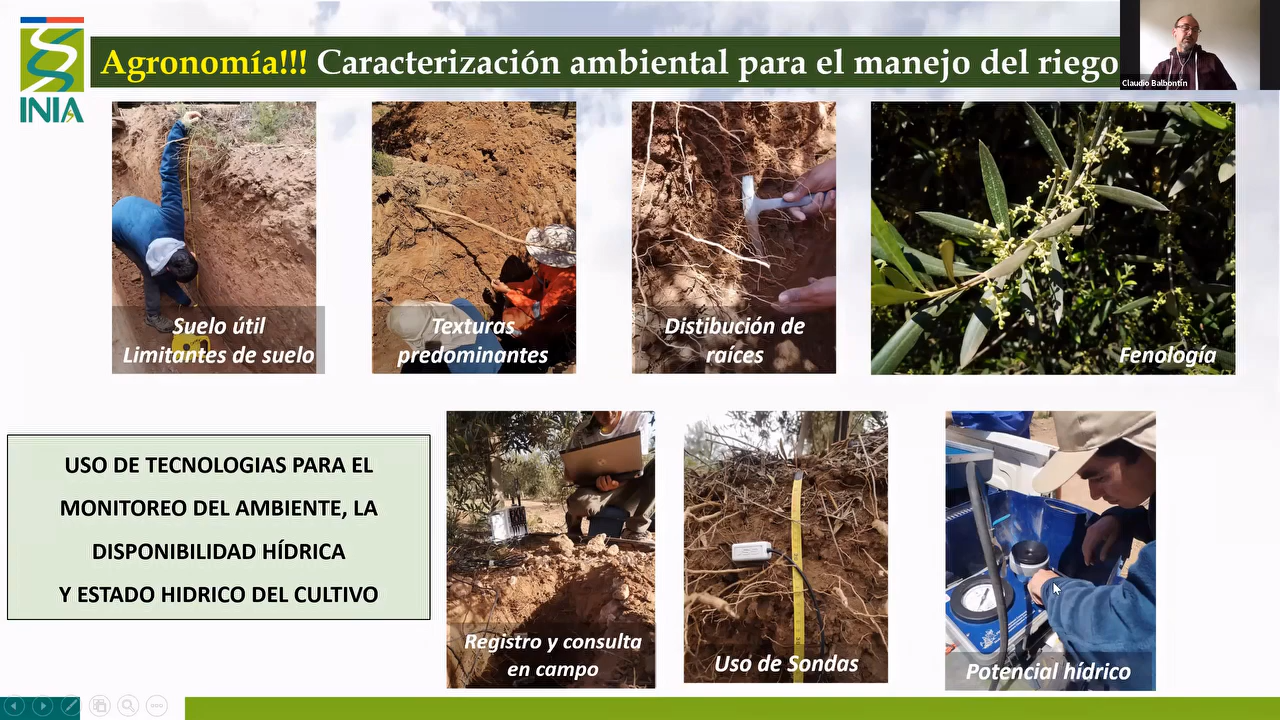 INIA
Agronomía!!! Caracterización ambiental para el manejo del riego
Claudio Balbontín
Suelo útil
Limitantes de suelo
Texturas
predominantes
Distibución de
raíces
Fenología
USO DE TECNOLOGIAS PARA EL
MONITOREO DEL AMBIENTE, LA
DISPONIBILIDAD HÍDRICA
Y ESTADO HIDRICO DEL CULTIVO
Registro y consulta
en campo
Uso de Sondas
Potencial hídrico